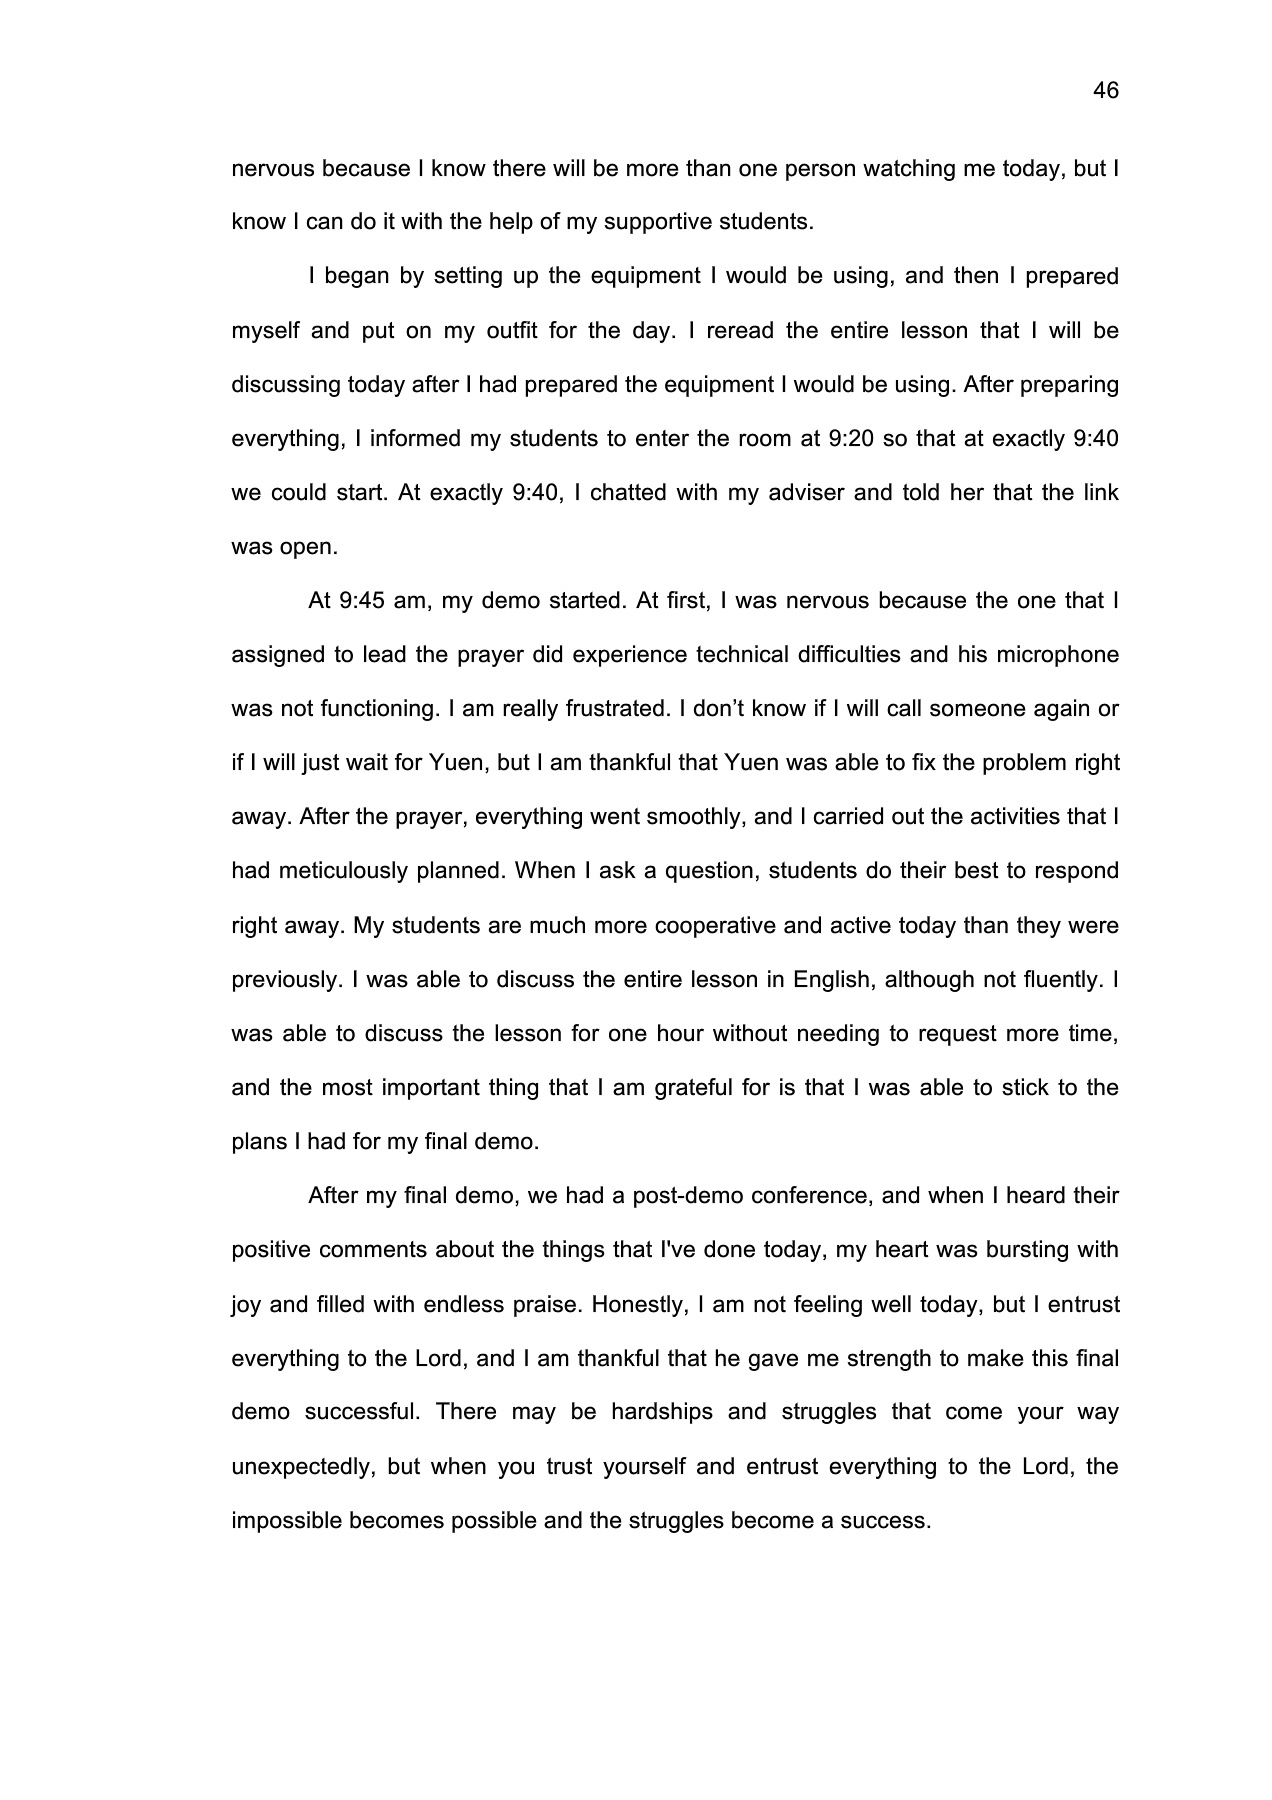 46
nervous because I know there will be more than one person watching me today, but I
know I can do it with the help of my supportive students.
I began by setting up the equipment I would be using, and then I prepared
myself and put on my outfit for the day. I reread the entire lesson that I will be
discussing today after I had prepared the equipment I would be using. After preparing
everything, I informed my students to enter the room at 9:20 so that at exactly 9:40
we could start. At exactly 9:40, I chatted with my adviser and told her that the link
was open.
At 9:45 am, my demo started. At first, I was nervous because the one that I
assigned to lead the prayer did experience technical difficulties and his microphone
was not functioning. I am really frustrated. I don’t know if I will call someone again or
if I will just wait for Yuen, but I am thankful that Yuen was able to fix the problem right
away. After the prayer, everything went smoothly, and I carried out the activities that I
had meticulously planned. When I ask a question, students do their best to respond
right away. My students are much more cooperative and active today than they were
previously. I was able to discuss the entire lesson in English, although not fluently. I
was able to discuss the lesson for one hour without needing to request more time,
and the most important thing that I am grateful for is that I was able to stick to the
plans I had for my final demo.
After my final demo, we had a post-demo conference, and when I heard their
positive comments about the things that I've done today, my heart was bursting with
joy and filled with endless praise. Honestly, I am not feeling well today, but I entrust
everything to the Lord, and I am thankful that he gave me strength to make this final
demo successful. There may be hardships and struggles that come your way
unexpectedly, but when you trust yourself and entrust everything to the Lord, the
impossible becomes possible and the struggles become a success.